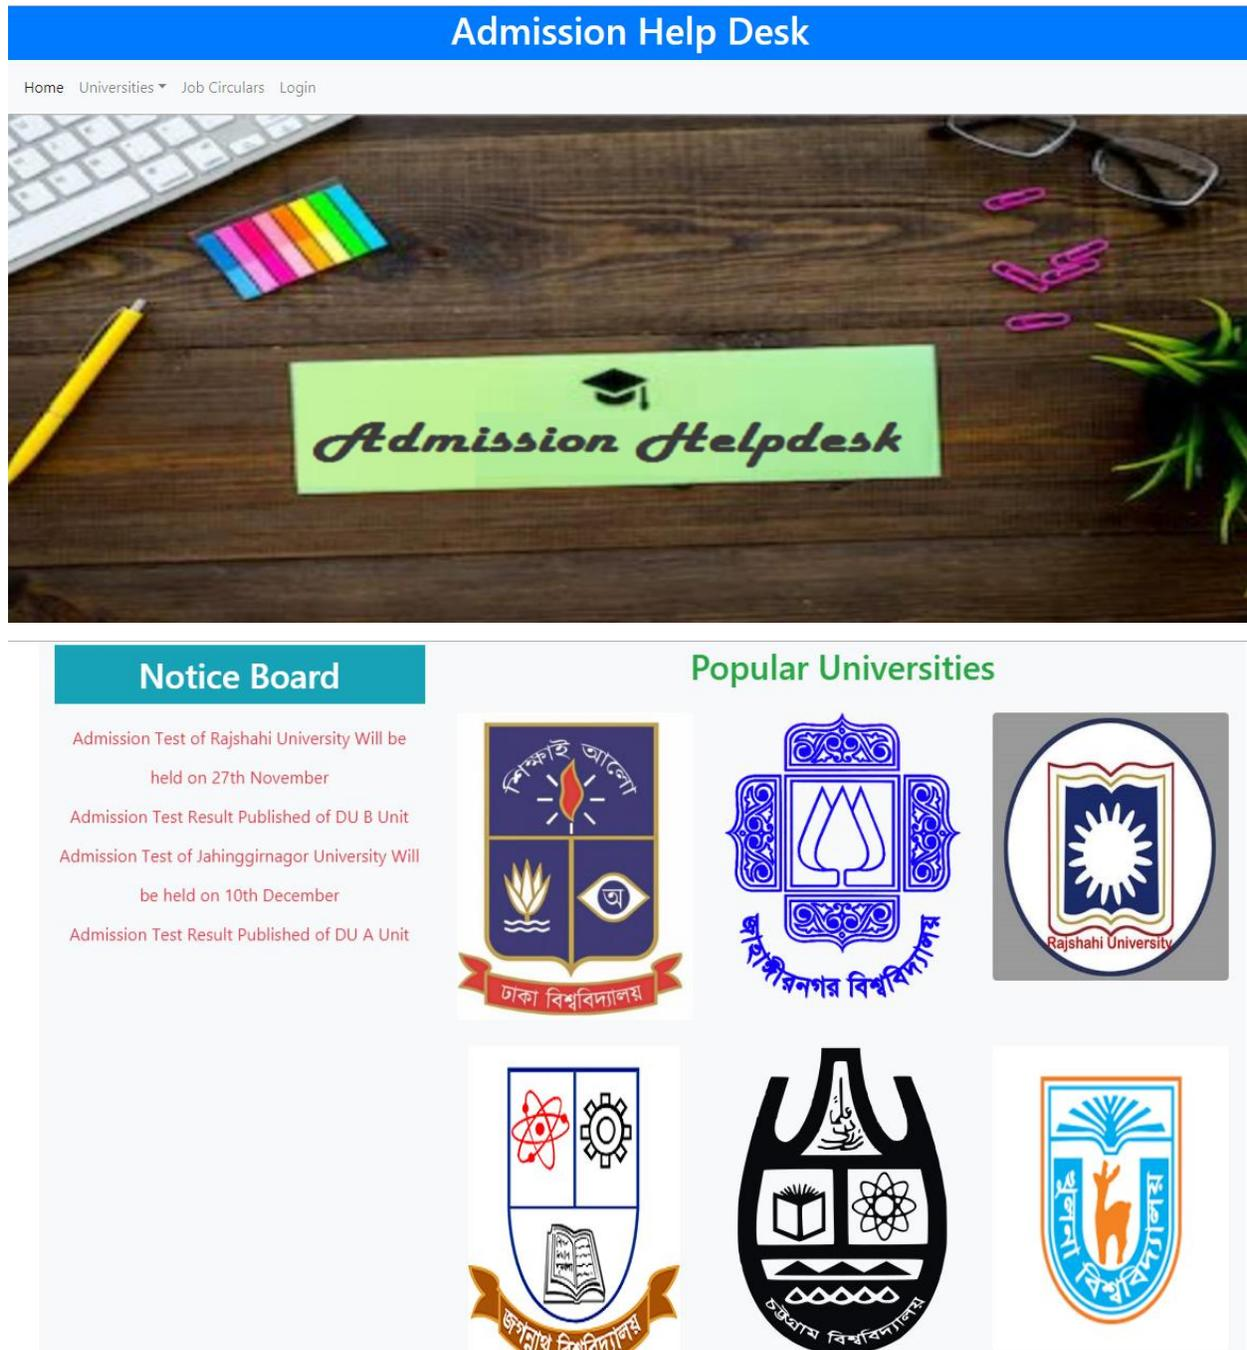 Admission Help Desk
Home Universities Job Circulars Login
Admission Helpdesk
Notice Board
Admission Test of Rajshahi University Will be
held on 27th November
Admission Test Result Published of DU B Unit
Admission Test of Jahinggirnagor University Will
be held on 10th December
Admission Test Result Published of DU A Unit
Popular Universities
শিক্ষাই আলো
অ
ঢাকা বিশ্ববিদ্যালয়
জাহাঙ্গীরনগর বিশ্ববিদ্যালয়
Rajshahi University
জগন্নাথ বিশ্ববিদ্যালয়
চট্টগ্রাম বিশ্ববিদ্যালয়
খুলনা বিশ্ববিদ্যালয়